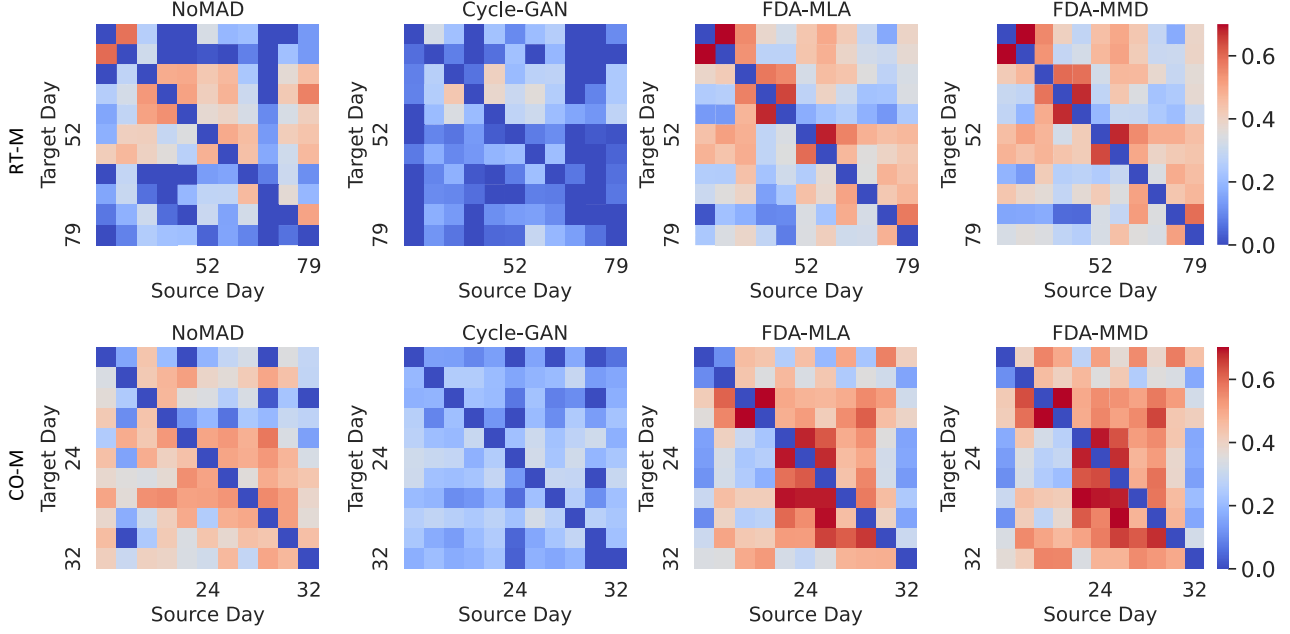 NoMAD Cycle-GAN FDA-MLA FDA-MMD
RT-M
Target Day Target Day Target Day Target Day
52 52 52 52
79 79 79 79
0.6
0.4
0.2
0.0
52 79 52 79 52 79 52 79
Source Day Source Day Source Day Source Day
NoMAD Cycle-GAN FDA-MLA FDA-MMD
CO-M
Target Day Target Day Target Day Target Day
24 24 24 24
32 32 32 32
0.6
0.4
0.2
0.0
24 32 24 32 24 32 24 32
Source Day Source Day Source Day Source Day